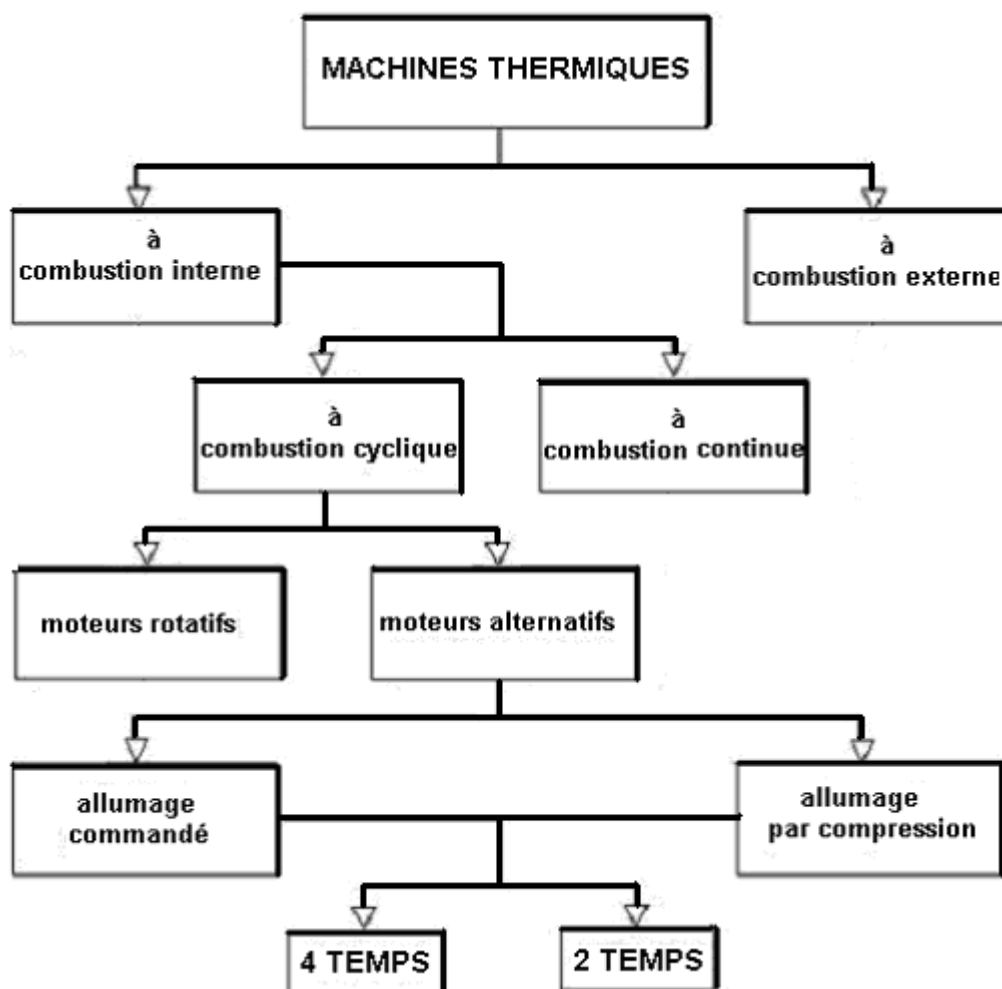 MACHINES THERMIQUES
à
combustion interne
à
combustion externe
à
combustion cyclique
à
combustion continue
moteurs rotatifs
moteurs alternatifs
allumage
commandé
allumage
par compression
4 TEMPS
2 TEMPS